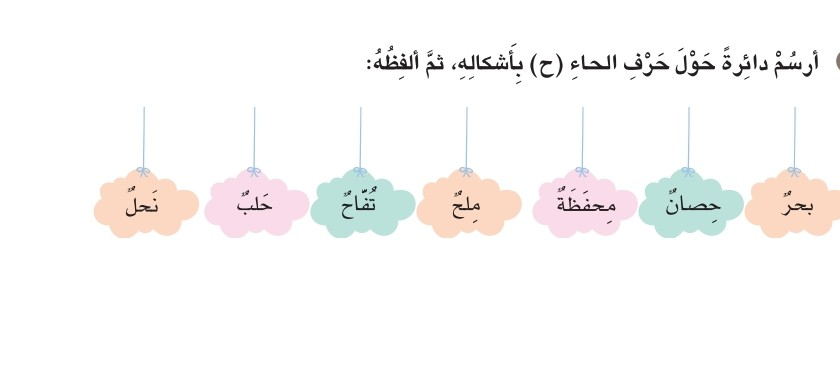 أرسُمْ دائِرةً حَوْلَ حَرْفِ الحاءِ (ح) بِأَشكالِهِ، ثمَّ ألفِظُهُ:
بحرٌ حِصانٌ مِحفَظَةٌ مِلحٌ تُفّاحٌ حَلبٌ نَحلٌ